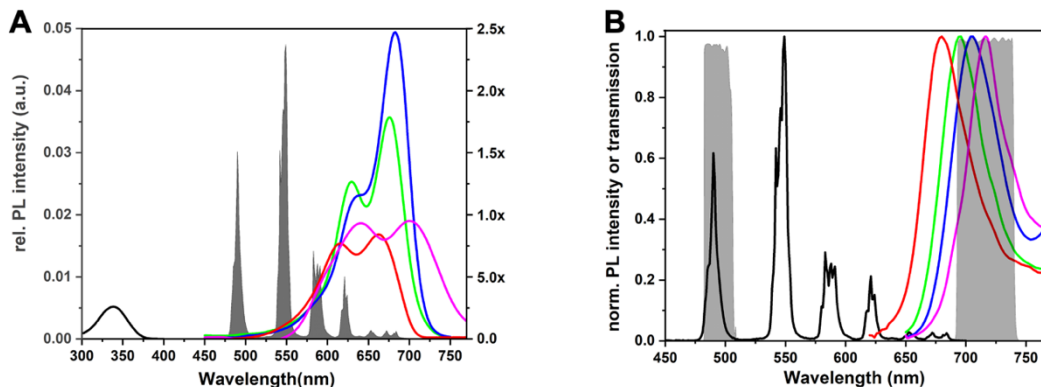 A
rel. PL intensity (a.u.)
0.05
0.04
0.03
0.02
0.01
0.00
2.5x
2.0x
1.5x
1.0x
5.0x
0.0
300 350 400 450 500 550 600 650 700 750
Wavelength(nm)
B
norm. PL intensity or transmission
1.0
0.8
0.6
0.4
0.2
0.0
450 500 550 600 650 700 750
Wavelength (nm)